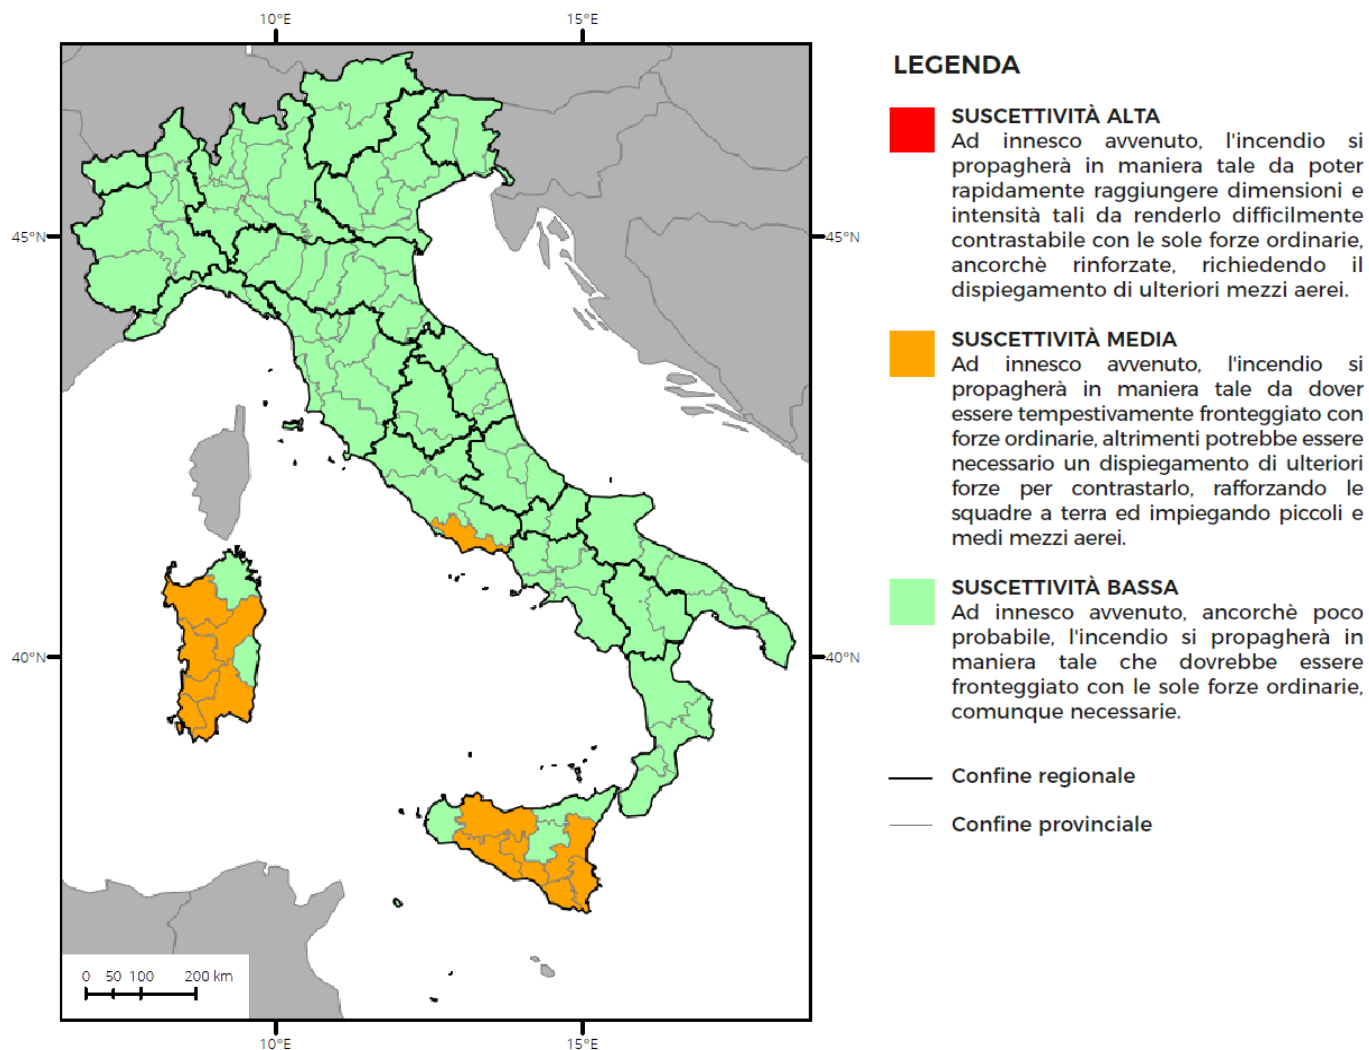 10°E 15°E
LEGENDA
SUSCETTIVITÀ ALTA
Ad innesco avvenuto, l'incendio si
propagherà in maniera tale da poter
rapidamente raggiungere dimensioni e
intensità tali da renderlo difficilmente
contrastabile con le sole forze ordinarie,
ancorchè rinforzate, richiedendo il
dispiegamento di ulteriori mezzi aerei.
45°N 45°N
SUSCETTIVITÀ MEDIA
Ad innesco avvenuto, l'incendio si
propagherà in maniera tale da dover
essere tempestivamente fronteggiato con
forze ordinarie, altrimenti potrebbe essere
necessario un dispiegamento di ulteriori
forze per contrastarlo, rafforzando le
squadre a terra ed impiegando piccoli e
medi mezzi aerei.
SUSCETTIVITÀ BASSA
Ad innesco avvenuto, ancorchè poco
probabile, l'incendio si propagherà in
maniera tale che dovrebbe essere
fronteggiato con le sole forze ordinarie,
comunque necessarie.
40°N 40°N
Confine regionale
Confine provinciale
0 50 100 200 km
10°E 15°E